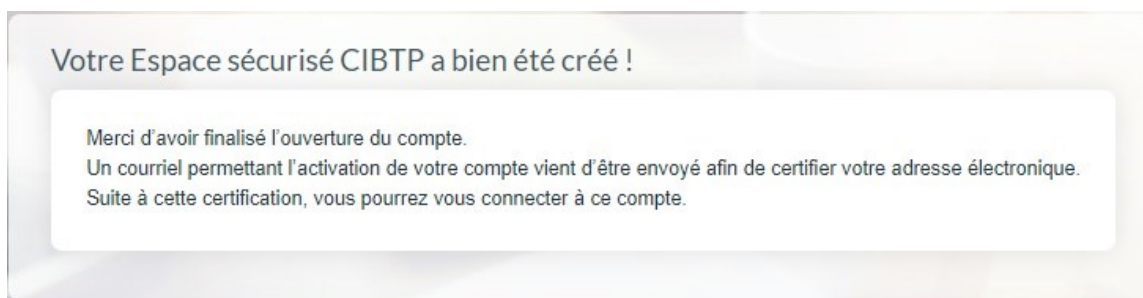 Votre Espace sécurisé CIBTP a bien été créé !
Merci d'avoir finalisé l'ouverture du compte.
Un courriel permettant l'activation de votre compte vient d'être envoyé afin de certifier votre adresse électronique.
Suite à cette certification, vous pourrez vous connecter à ce compte.